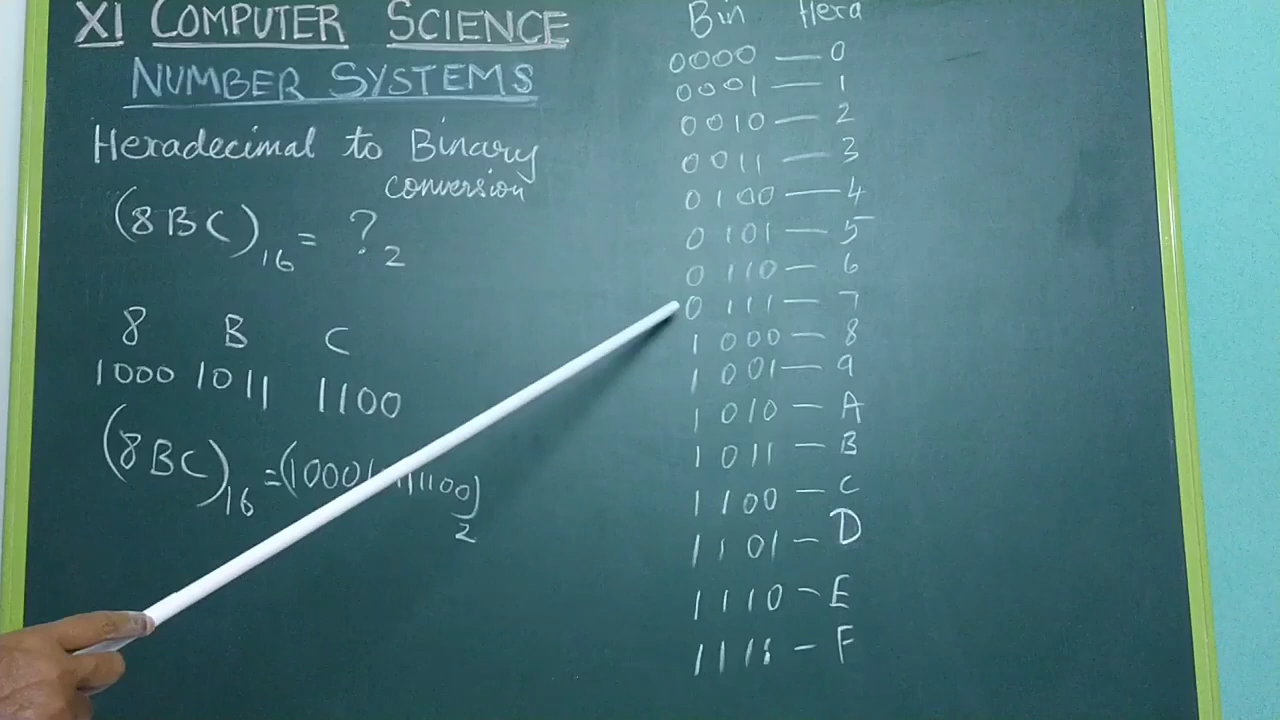 XI COMPUTER SCIENCE
NUMBER SYSTEMS
Hexadecimal to Binary
conversion
(8BC)16 = ?2
8 B C
1000 1011 1100
(8BC)16 =(1000 1100)2
Bin Hexa
0000 — 0
0001 — 1
0010 — 2
0011 — 3
0100 — 4
0101 — 5
0110 — 6
0111 — 7
1000 — 8
1001 — 9
1010 — A
1011 — B
1100 — C
1101 — D
1110 — E
1111 — F